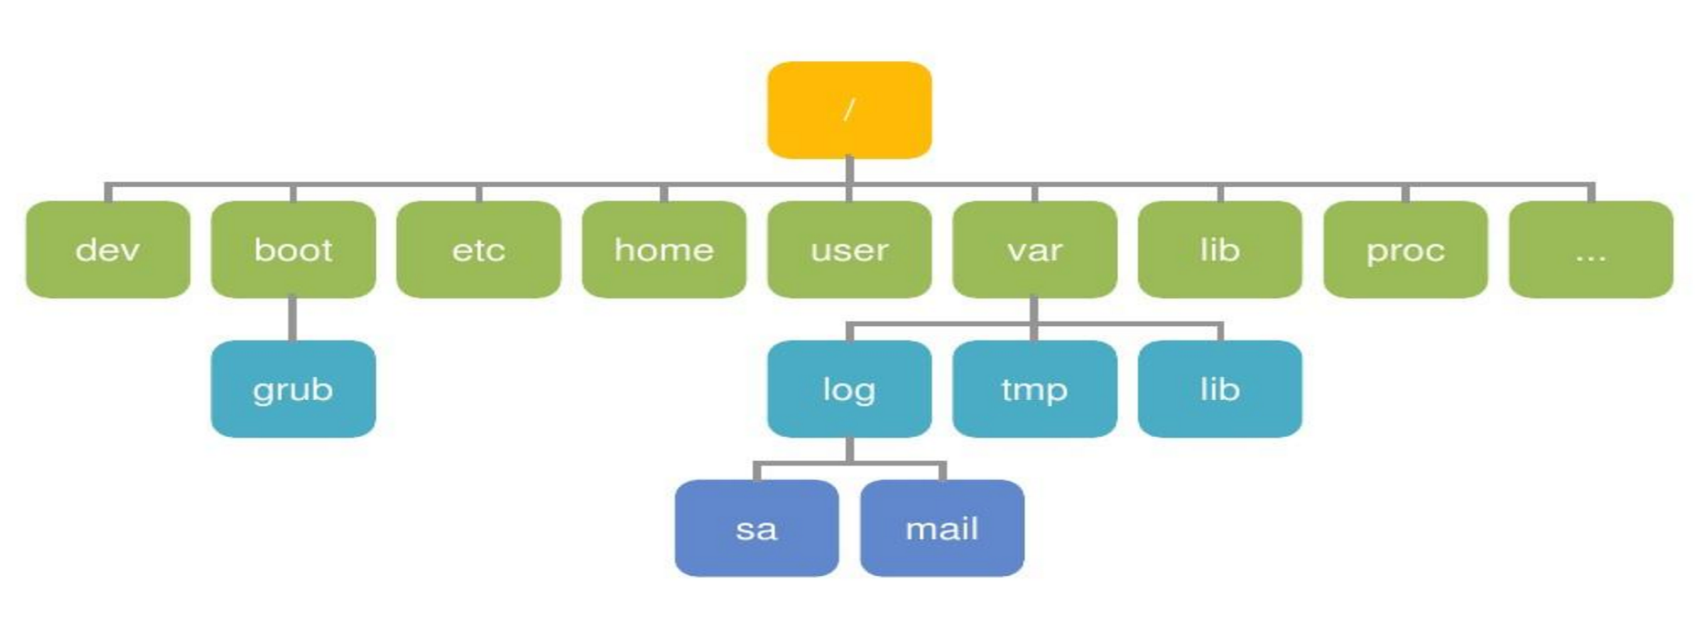 /
dev boot etc home user var lib proc ...
grub log tmp lib
sa mail